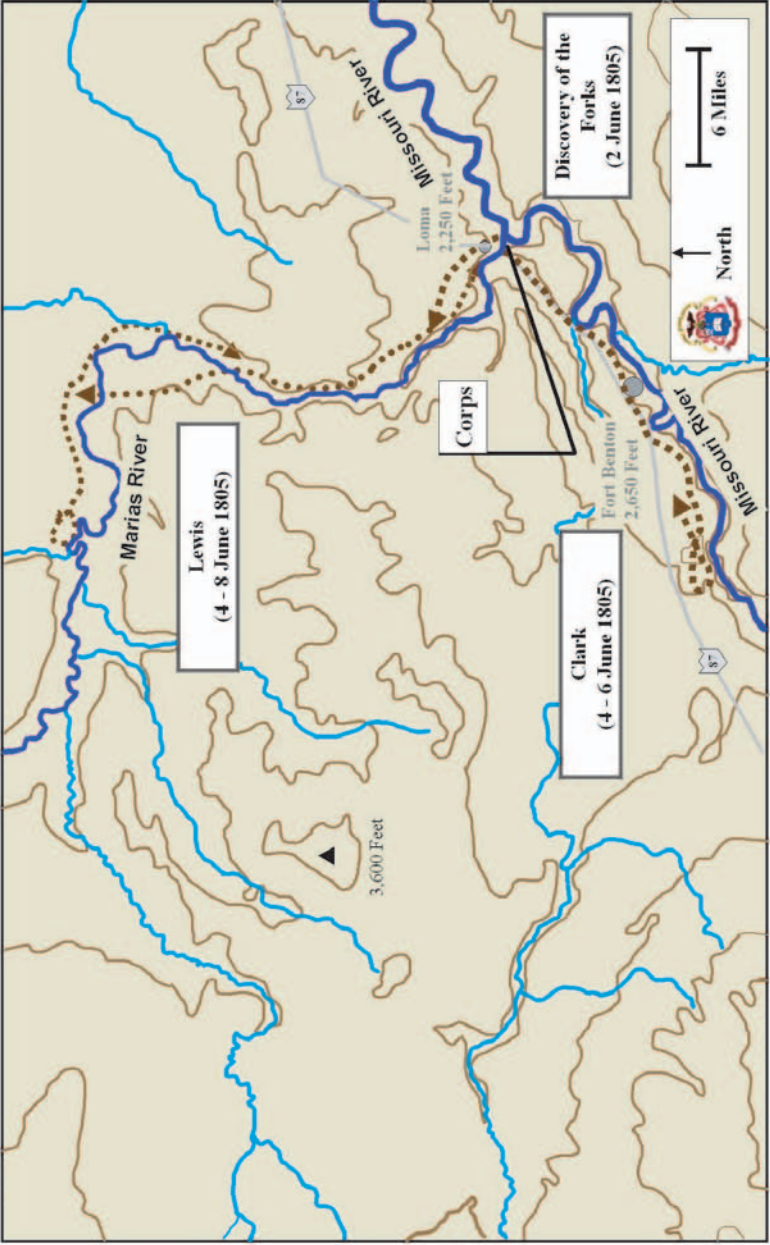 87
Missouri River
Loma
2,250 Feet
Discovery of the
Forks
(2 June 1805)
6 Miles
North
Marias River
Lewis
(4 - 8 June 1805)
Corps
Fort Benton
2,650 Feet
Missouri River
Clark
(4 - 6 June 1805)
87
3,600 Feet